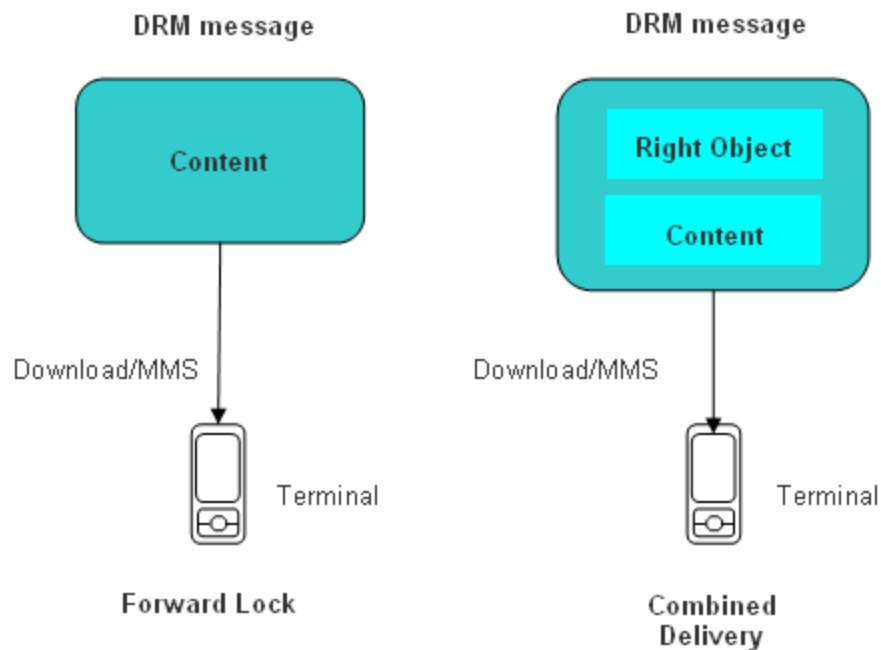 DRM message
Content
Download/MMS
Terminal
Forward Lock
DRM message
Right Object
Content
Download/MMS
Terminal
Combined
Delivery